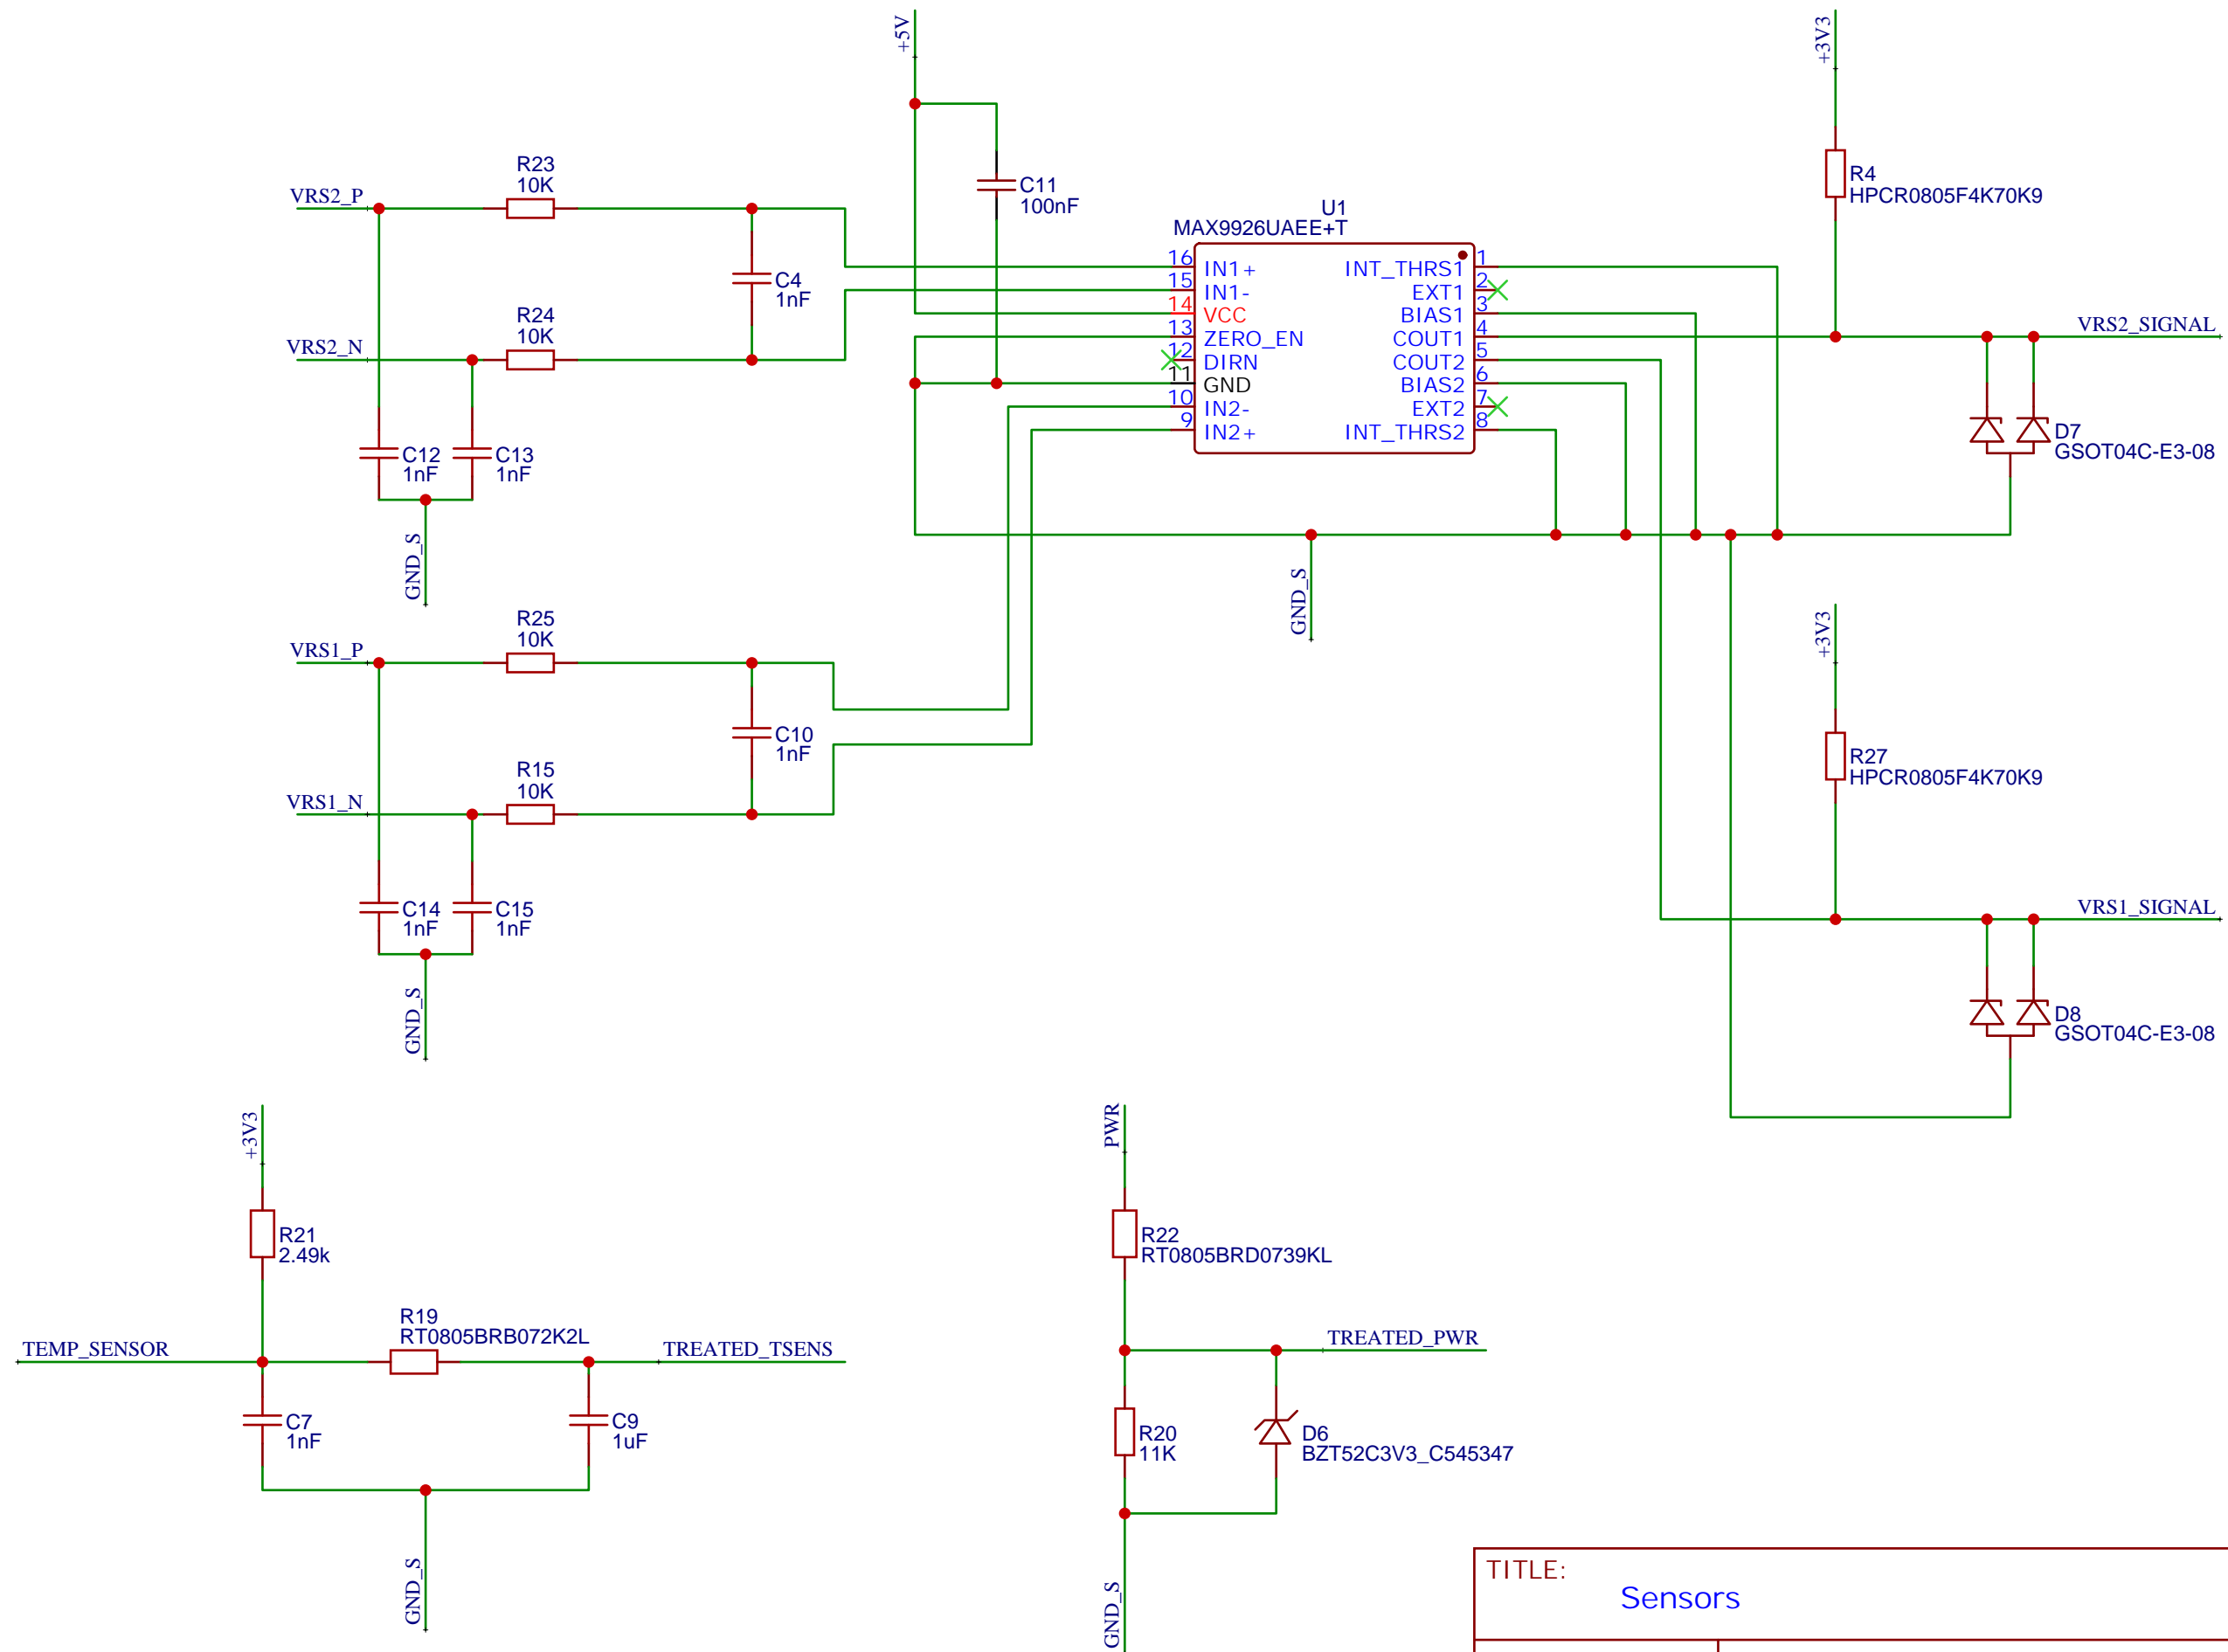 +5V
+3V3
R23
10K
VRS2_P
C11
100nF
R4
HPCR0805F4K70K9
U1
MAX9926UAEE+T
16 IN1+
15 IN1-
14 VCC
13 ZERO_EN
12 DIRN
11 GND
10 IN2-
9 IN2+
INT_THRS1 1
EXT1 2
BIAS1 3
COUT1 4
COUT2 5
BIAS2 6
EXT2 7
INT_THRS2 8
C4
1nF
R24
10K
VRS2_N
VRS2_SIGNAL
C12
1nF
C13
1nF
D7
GSOT04C-E3-08
GND_S
GND_S
R25
10K
VRS1_P
+3V3
C10
1nF
R27
HPCR0805F4K70K9
R15
10K
VRS1_N
C14
1nF
C15
1nF
VRS1_SIGNAL
GND_S
D8
GSOT04C-E3-08
+3V3
PWR
R21
2.49k
R22
RT0805BRD0739KL
R19
RT0805BRB072K2L
TEMP_SENSOR
TREATED_TSENS
TREATED_PWR
C7
1nF
C9
1uF
R20
11K
D6
BZT52C3V3_C545347
GND_S
GND_S
TITLE:
Sensors